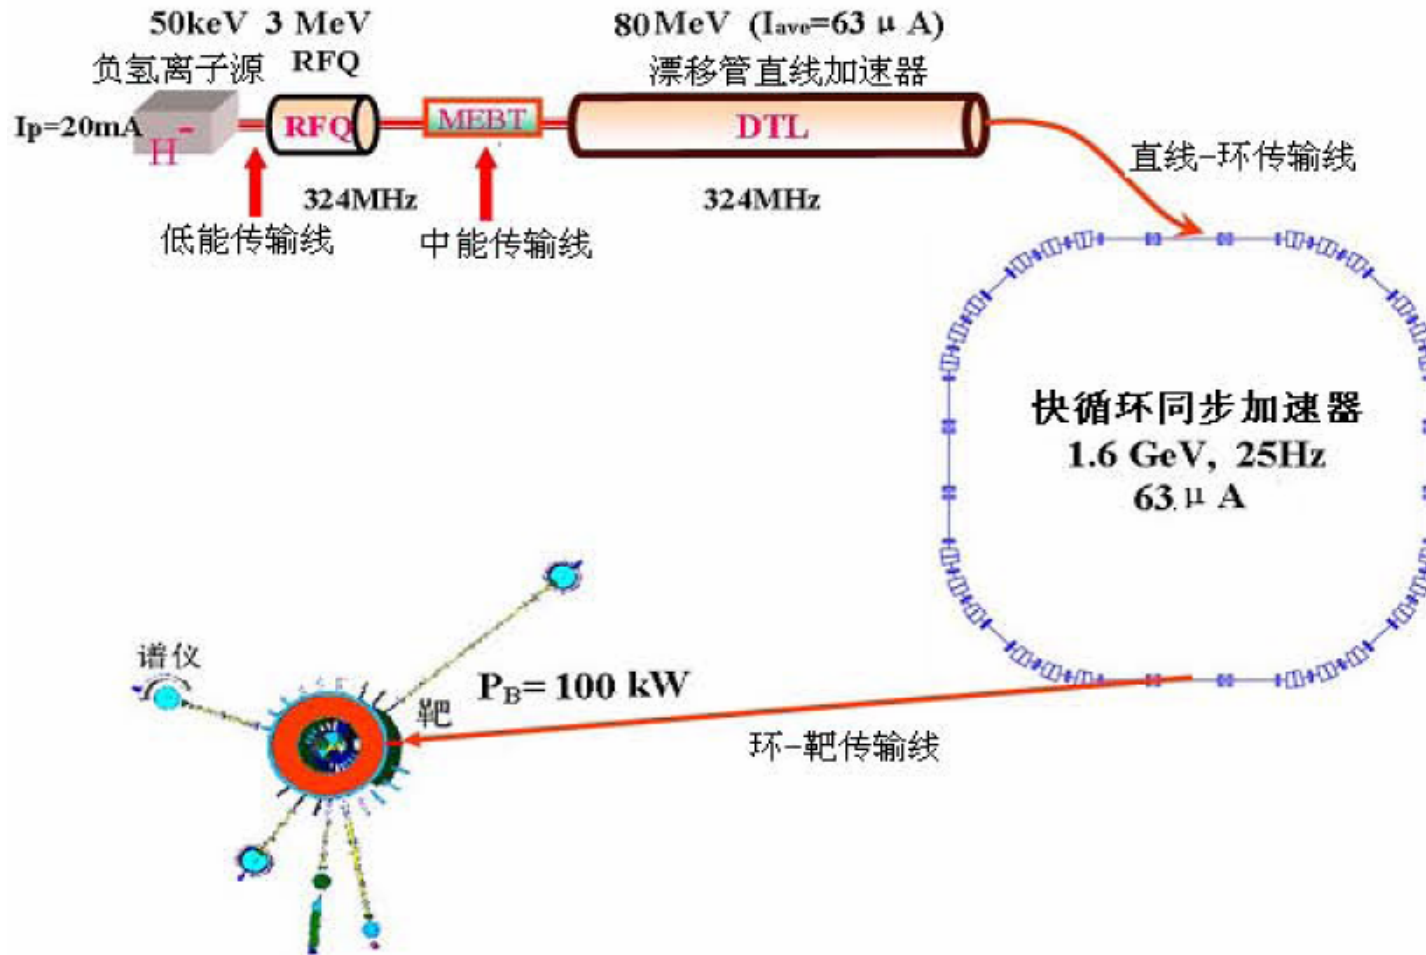 50keV 3 MeV
80MeV (Iave=63 μ A)
负氢离子源 RFQ
漂移管直线加速器
Ip=20mA
H-
RFQ
MEBT
DTL
直线-环传输线
324MHz
324MHz
低能传输线
中能传输线
快循环同步加速器
1.6 GeV, 25Hz
63 μ A
谱仪
靶
PB= 100 kW
环-靶传输线